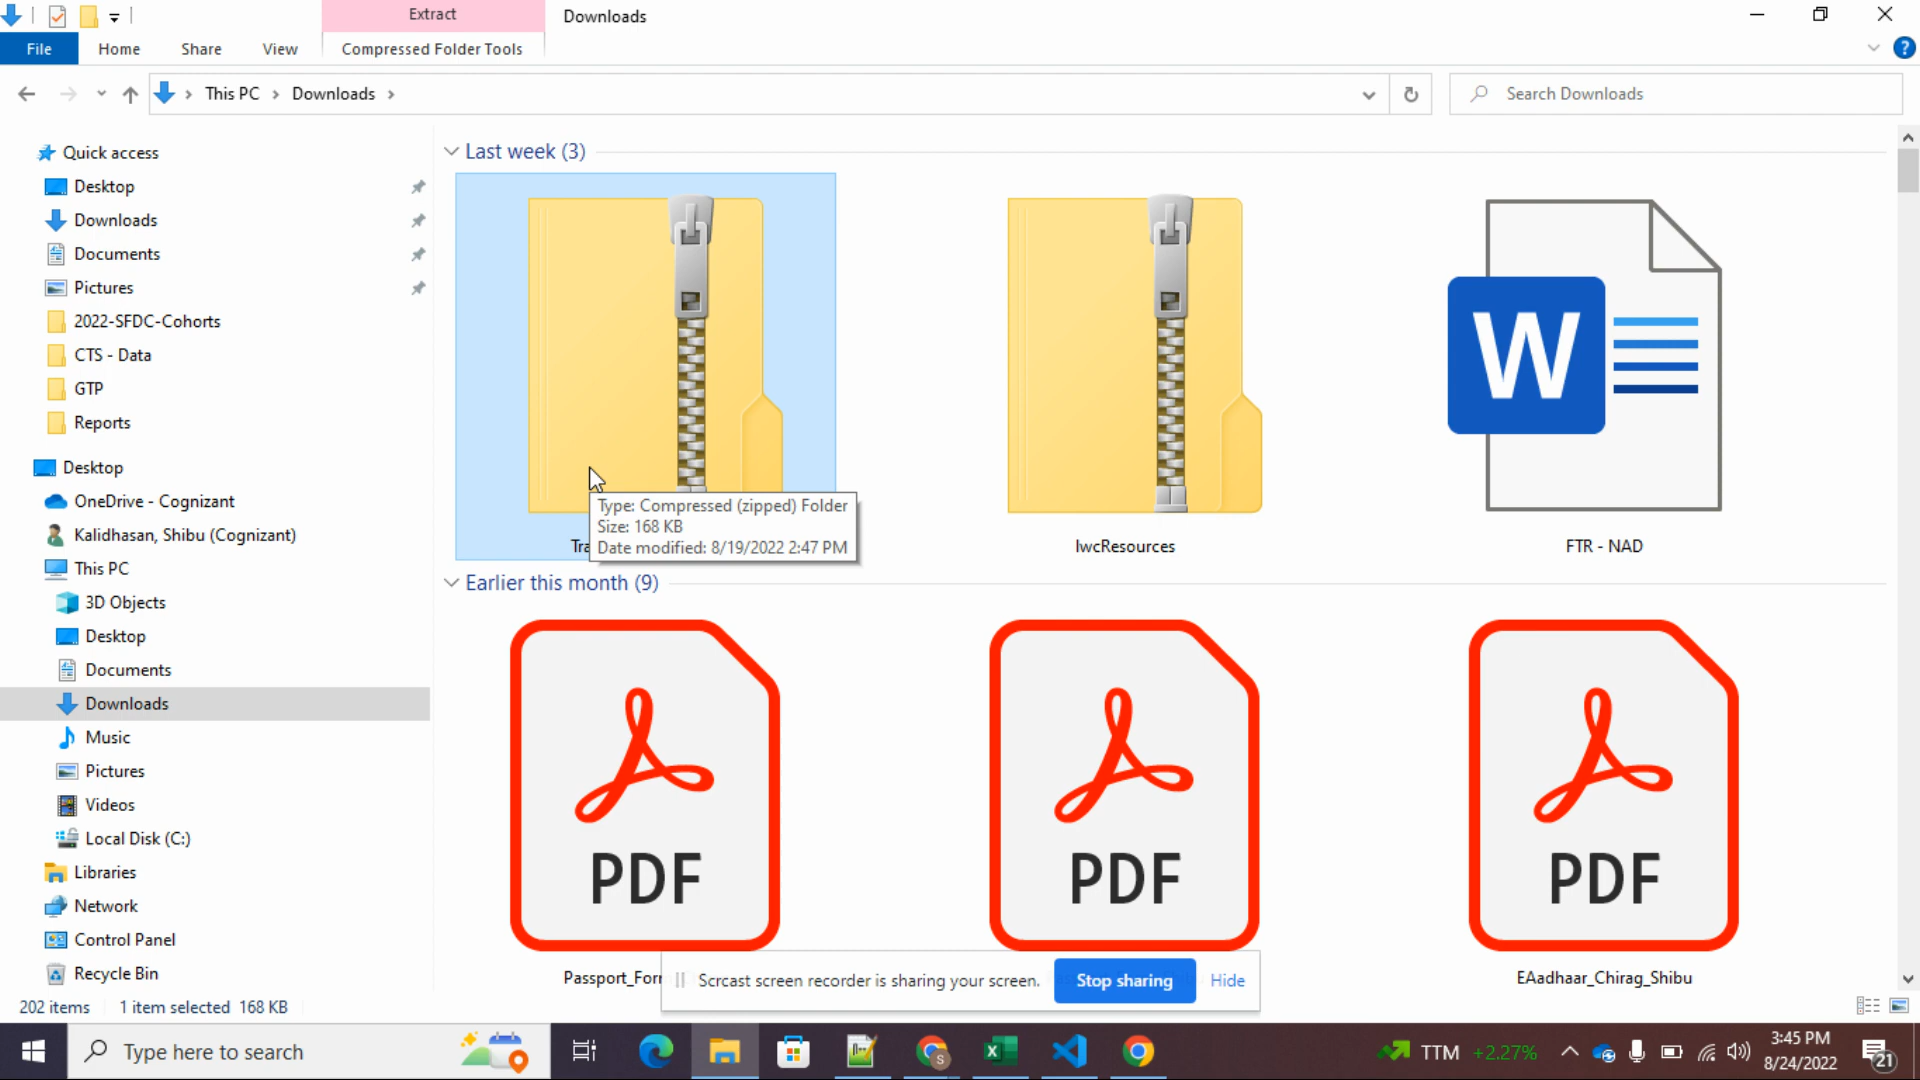 Extract
Downloads
File
Home
Share
View
Compressed Folder Tools
This PC
Downloads
Search Downloads
Quick access
Desktop
Downloads
Documents
Pictures
2022-SFDC-Cohorts
CTS - Data
GTP
Reports
Desktop
OneDrive - Cognizant
Kalidhasan, Shibu (Cognizant)
This PC
3D Objects
Desktop
Documents
Downloads
Music
Pictures
Videos
Local Disk (C:)
Libraries
Network
Control Panel
Recycle Bin
Last week (3)
W
Type: Compressed (zipped) Folder
Size: 168 KB
Date modified: 8/19/2022 2:47 PM
Tra
lwcResources
FTR - NAD
Earlier this month (9)
PDF
PDF
PDF
Passport_For
EAadhaar_Chirag_Shibu
Scrcast screen recorder is sharing your screen.
Stop sharing
Hide
202 items
1 item selected 168 KB
Type here to search
TTM +2.27%
3:45 PM
8/24/2022
21